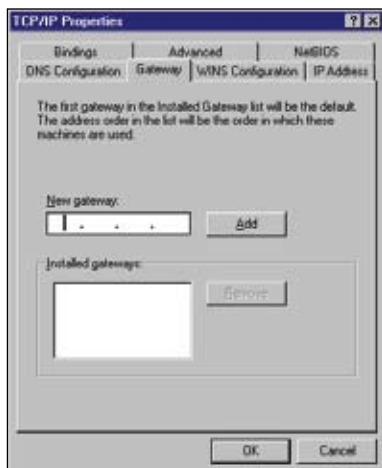 TCP/IP Properties
Bindings Advanced NetBIOS
DNS Configuration Gateway WINS Configuration IP Address
The first gateway in the Installed Gateway list will be the default.
The address order in the list will be the order in which these
machines are used.
New gateway:
. . .
Add
Installed gateways:
Remove
OK Cancel